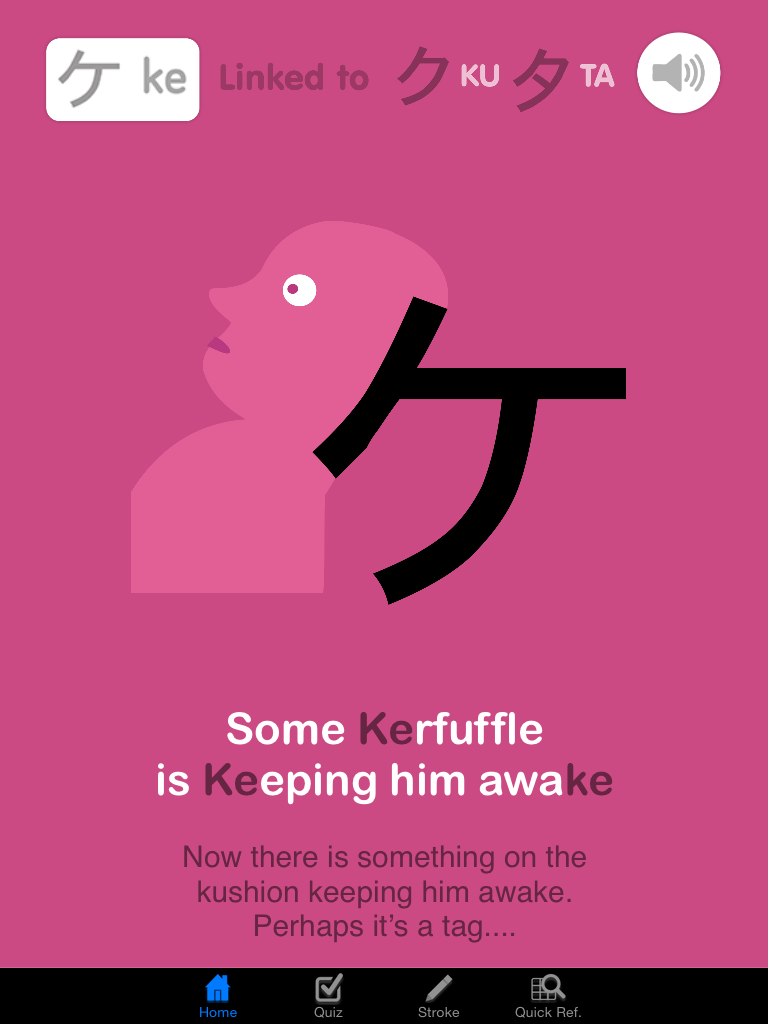 ケ ke Linked to ク KU タ TA
ケ
Some Kerfuffle
is Keeping him awake
Now there is something on the
kushion keeping him awake.
Perhaps it's a tag....
Home Quiz Stroke Quick Ref.